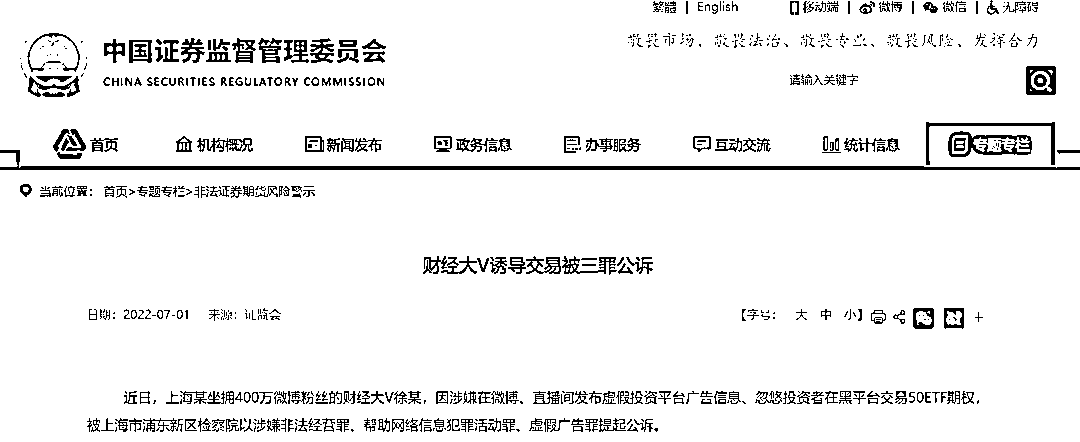 繁體 | English 移动端 | 微博 | 微信 | 无障碍
中国证券监督管理委员会
CHINA SECURITIES REGULATORY COMMISSION
敬畏市场、敬畏法治、敬畏专业、敬畏风险、发挥合力
请输入关键字
首页 机构概况 新闻发布 政务信息 办事服务 互动交流 统计信息 专题专栏
当前位置: 首页>专题专栏>非法证券期货风险警示
财经大V诱导交易被三罪公诉
日期: 2022-07-01 来源: 证监会 【字号: 大 中 小】 +
近日，上海某坐拥400万微博粉丝的财经大V徐某，因涉嫌在微博、直播间发布虚假投资平台广告信息、忽悠投资者在黑平台交易50ETF期权，
被上海市浦东新区检察院以涉嫌非法经营罪、帮助网络信息犯罪活动罪、虚假广告罪提起公诉。